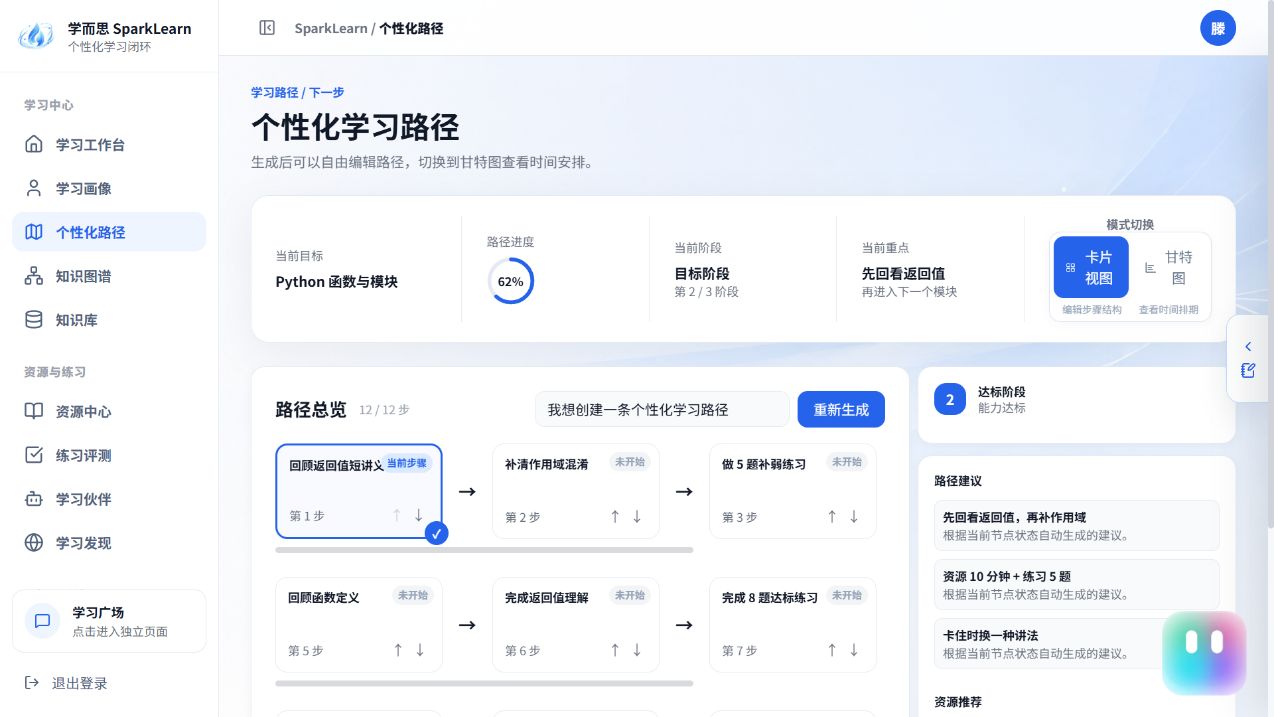 学而思 SparkLearn
个性化学习闭环
学习中心
学习工作台
学习画像
个性化路径
知识图谱
知识库
资源与练习
资源中心
练习评测
学习伙伴
学习发现
学习广场
点击进入独立页面
退出登录
SparkLearn / 个性化路径
滕
学习路径 / 下一步
个性化学习路径
生成后可以自由编辑路径，切换到甘特图查看时间安排。
当前目标
Python 函数与模块
路径进度
62%
当前阶段
目标阶段
第 2 / 3 阶段
当前重点
先回看返回值
再进入下一个模块
模式切换
卡片
视图
甘特
图
编辑步骤结构
查看时间排期
路径总览 12 / 12 步
我想创建一条个性化学习路径
重新生成
回顾返回值短讲义 当前步骤
第 1 步 ↑ ↓
→
补清作用域混淆 未开始
第 2 步 ↑ ↓
→
做 5 题补弱练习 未开始
第 3 步 ↑ ↓
回顾函数定义 未开始
第 5 步 ↑ ↓
→
完成返回值理解 未开始
第 6 步 ↑ ↓
→
完成 8 题达标练习 未开始
第 7 步 ↑ ↓
2
达标阶段
能力达标
路径建议
先回看返回值，再补作用域
根据当前节点状态自动生成的建议。
资源 10 分钟 + 练习 5 题
根据当前节点状态自动生成的建议。
卡住时换一种讲法
根据当前节点状态自动生成的建议。
资源推荐